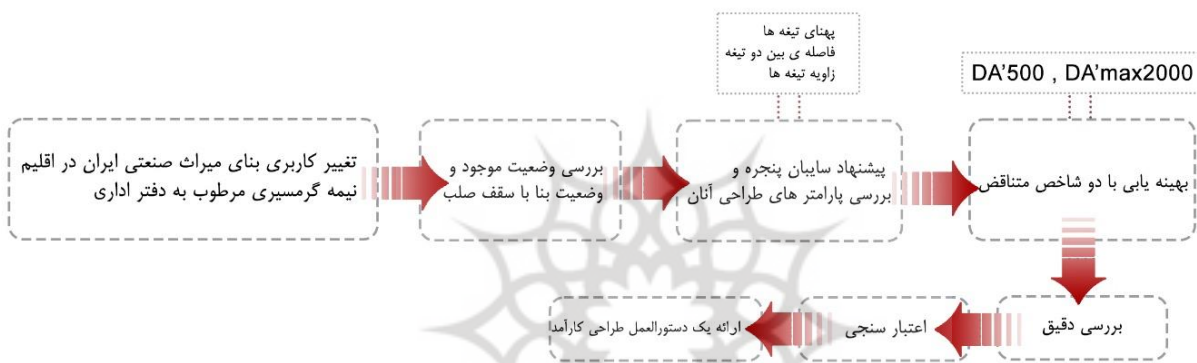 پهنای تیغه ها
فاصله ی بین دو تیغه
زاویه تیغه ها
DA'500 , DA'max2000
تغییر کاربری بنای میراث صنعتی ایران در اقلیم
نیمه گرمسیری مرطوب به دفتر اداری
بررسی وضعیت موجود و
وضعیت بنا با سقف صلب
پیشنهاد سایبان پنجره و
بررسی پارامتر های طراحی آنان
بهینه یابی با دو شاخص متناقض
بررسی دقیق
اعتبار سنجی
ارائه یک دستورالعمل طراحی کارآمد